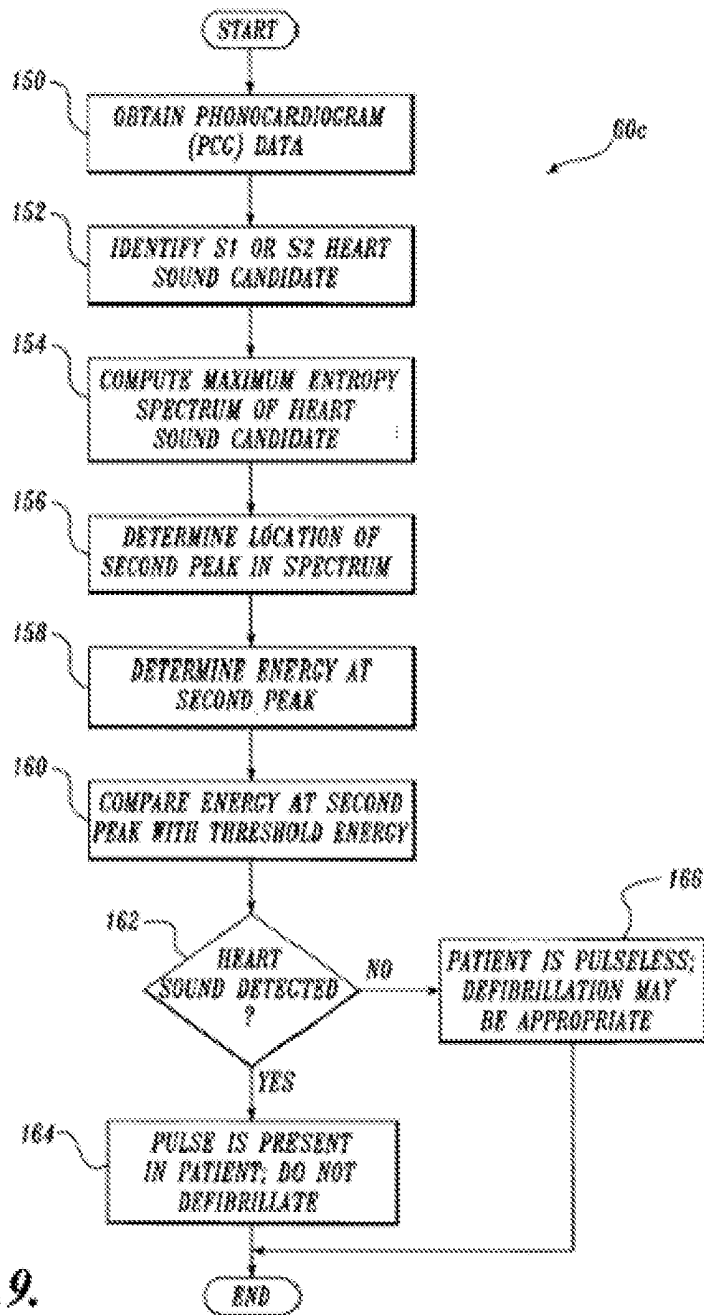 START
150
OBTAIN PHONOCARDIOGRAM
(PCG) DATA
60c
152
IDENTIFY S1 OR S2 HEART
SOUND CANDIDATE
154
COMPUTE MAXIMUM ENTROPY
SPECTRUM OF HEART
SOUND CANDIDATE
156
DETERMINE LOCATION OF
SECOND PEAK IN SPECTRUM
158
DETERMINE ENERGY AT
SECOND PEAK
160
COMPARE ENERGY AT SECOND
PEAK WITH THRESHOLD ENERGY
162
HEART
SOUND DETECTED
?
NO
166
PATIENT IS PULSELESS;
DEFIBRILLATION MAY
BE APPROPRIATE
YES
164
PULSE IS PRESENT
IN PATIENT; DO NOT
DEFIBRILLATE
END
9.